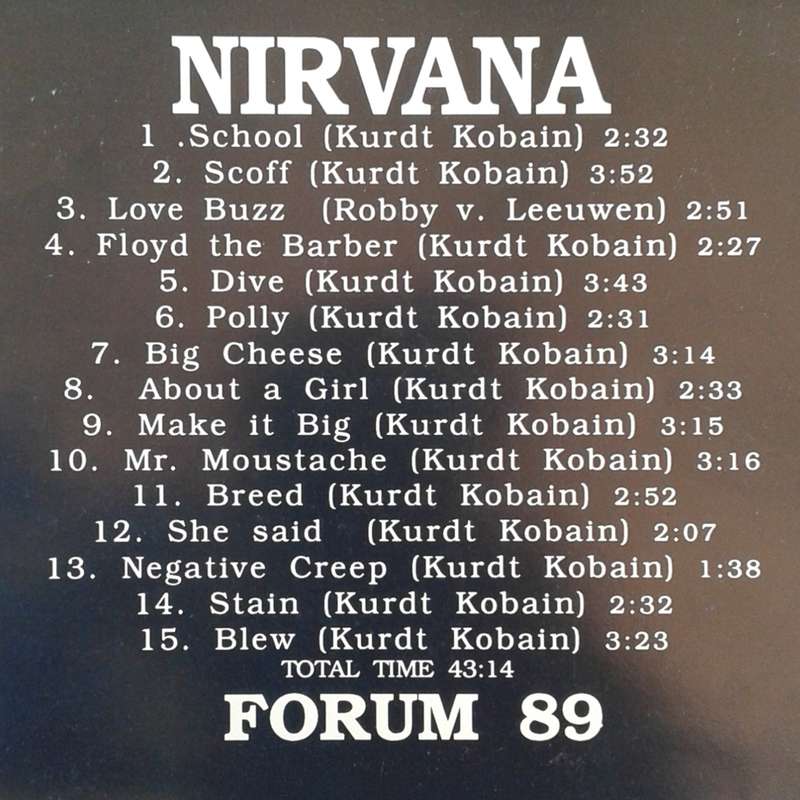 NIRVANA
1 .School (Kurdt Kobain) 2:32
2. Scoff (Kurdt Kobain) 3:52
3. Love Buzz (Robby v. Leeuwen) 2:51
4. Floyd the Barber (Kurdt Kobain) 2:27
5. Dive (Kurdt Kobain) 3:43
6. Polly (Kurdt Kobain) 2:31
7. Big Cheese (Kurdt Kobain) 3:14
8. About a Girl (Kurdt Kobain) 2:33
9. Make it Big (Kurdt Kobain) 3:15
10. Mr. Moustache (Kurdt Kobain) 3:16
11. Breed (Kurdt Kobain) 2:52
12. She said (Kurdt Kobain) 2:07
13. Negative Creep (Kurdt Kobain) 1:38
14. Stain (Kurdt Kobain) 2:32
15. Blew (Kurdt Kobain) 3:23
TOTAL TIME 43:14
FORUM 89